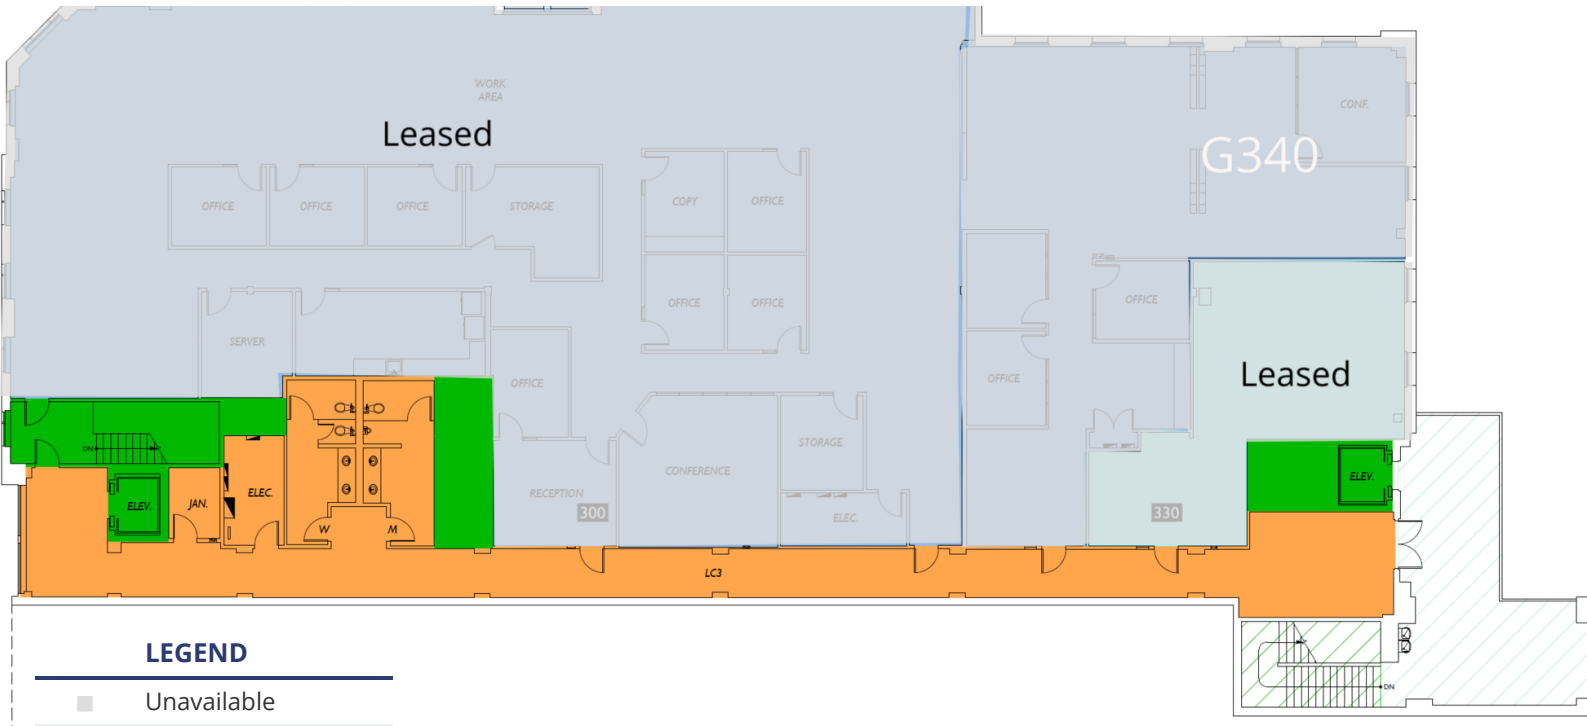 WORK
AREA
Leased
CONF.
G340
OFFICE
OFFICE
OFFICE
STORAGE
COPY
OFFICE
OFFICE
OFFICE
OFFICE
SERVER
OFFICE
OFFICE
Leased
STORAGE
DN
CONFERENCE
ELEV.
ELEC.
RECEPTION
JAN.
ELEV.
300
ELEC.
330
W
M
LC3
LEGEND
DN
Unavailable